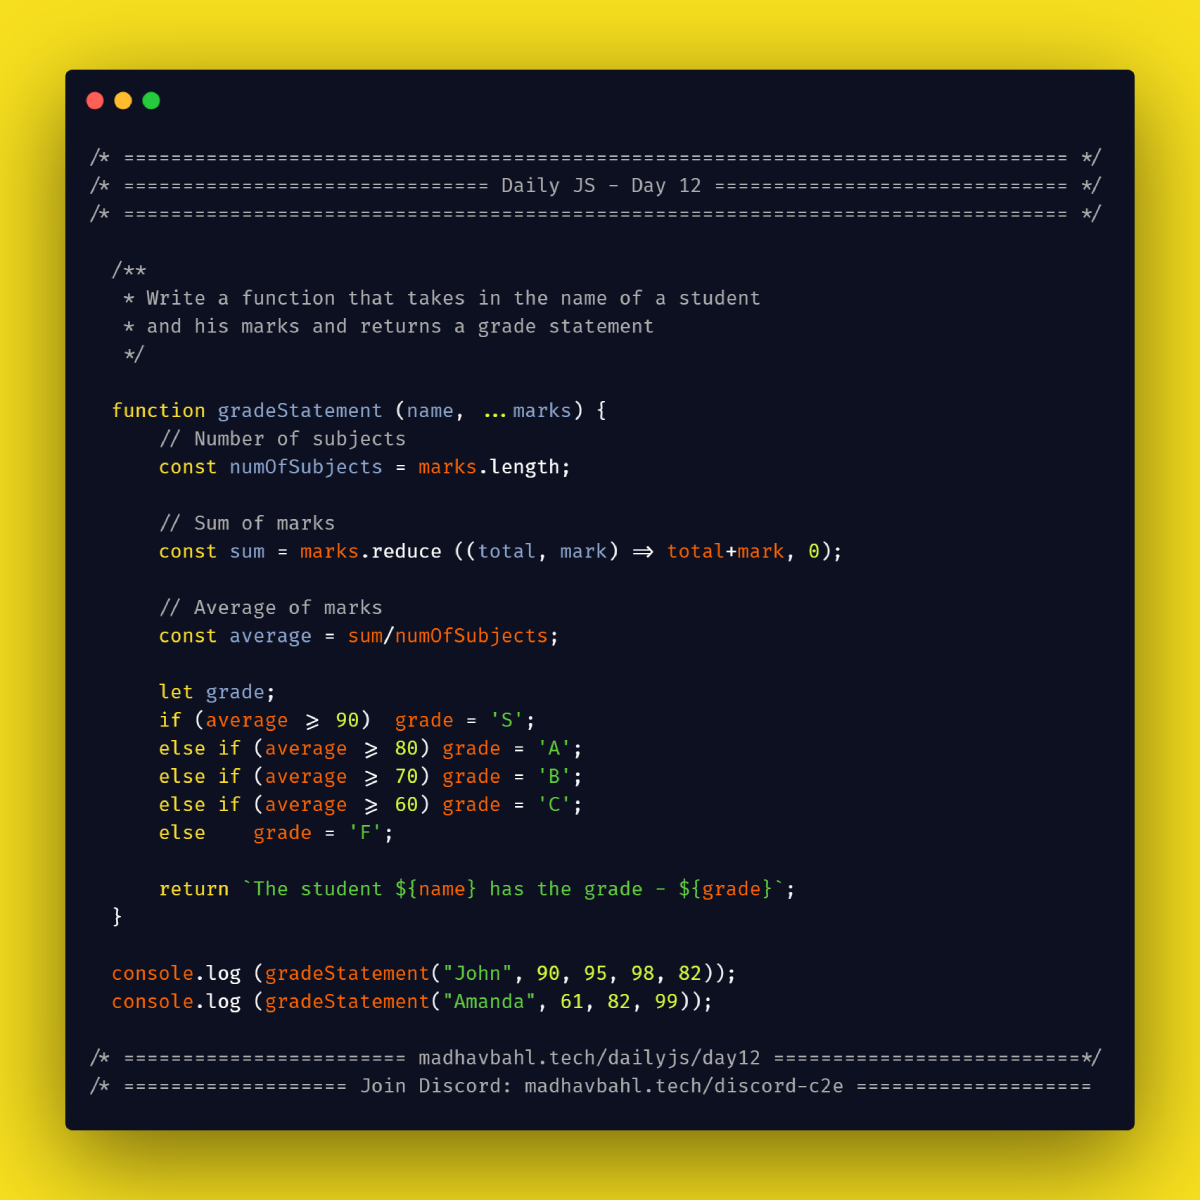 /* ================================================================================ */
/* =============================== Daily JS - Day 12 ============================== */
/* ================================================================================ */
/**
* Write a function that takes in the name of a student
* and his marks and returns a grade statement
*/
function gradeStatement (name, ...marks) {
// Number of subjects
const numOfSubjects = marks.length;
// Sum of marks
const sum = marks.reduce ((total, mark) => total+mark, 0);
// Average of marks
const average = sum/numOfSubjects;
let grade;
if (average >= 90)  grade = 'S';
else if (average >= 80) grade = 'A';
else if (average >= 70) grade = 'B';
else if (average >= 60) grade = 'C';
else    grade = 'F';
return `The student ${name} has the grade - ${grade}`;
}
console.log (gradeStatement("John", 90, 95, 98, 82));
console.log (gradeStatement("Amanda", 61, 82, 99));
/* ======================== madhavbahl.tech/dailyjs/day12 ==========================*/
/* =================== Join Discord: madhavbahl.tech/discord-c2e ====================